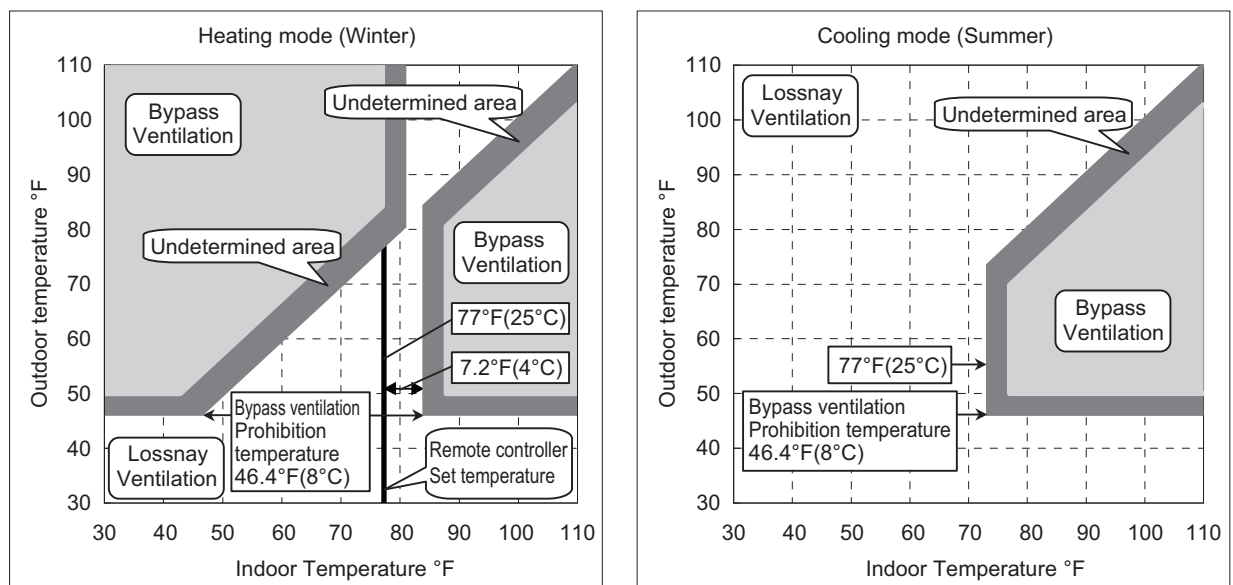 Heating mode (Winter)
110
100
90
80
70
60
50
40
30
Outdoor temperature °F
Bypass
Ventilation
Undetermined area
Undetermined area
Bypass
Ventilation
77°F(25°C)
7.2°F(4°C)
Bypass ventilation
Prohibition
temperature
46.4°F(8°C)
Lossnay
Ventilation
Remote controller
Set temperature
30 40 50 60 70 80 90 100 110
Indoor Temperature °F
Cooling mode (Summer)
110
100
90
80
70
60
50
40
30
Outdoor temperature °F
Lossnay
Ventilation
Undetermined area
Bypass
Ventilation
77°F(25°C)
Bypass ventilation
Prohibition temperature
46.4°F(8°C)
30 40 50 60 70 80 90 100 110
Indoor Temperature °F